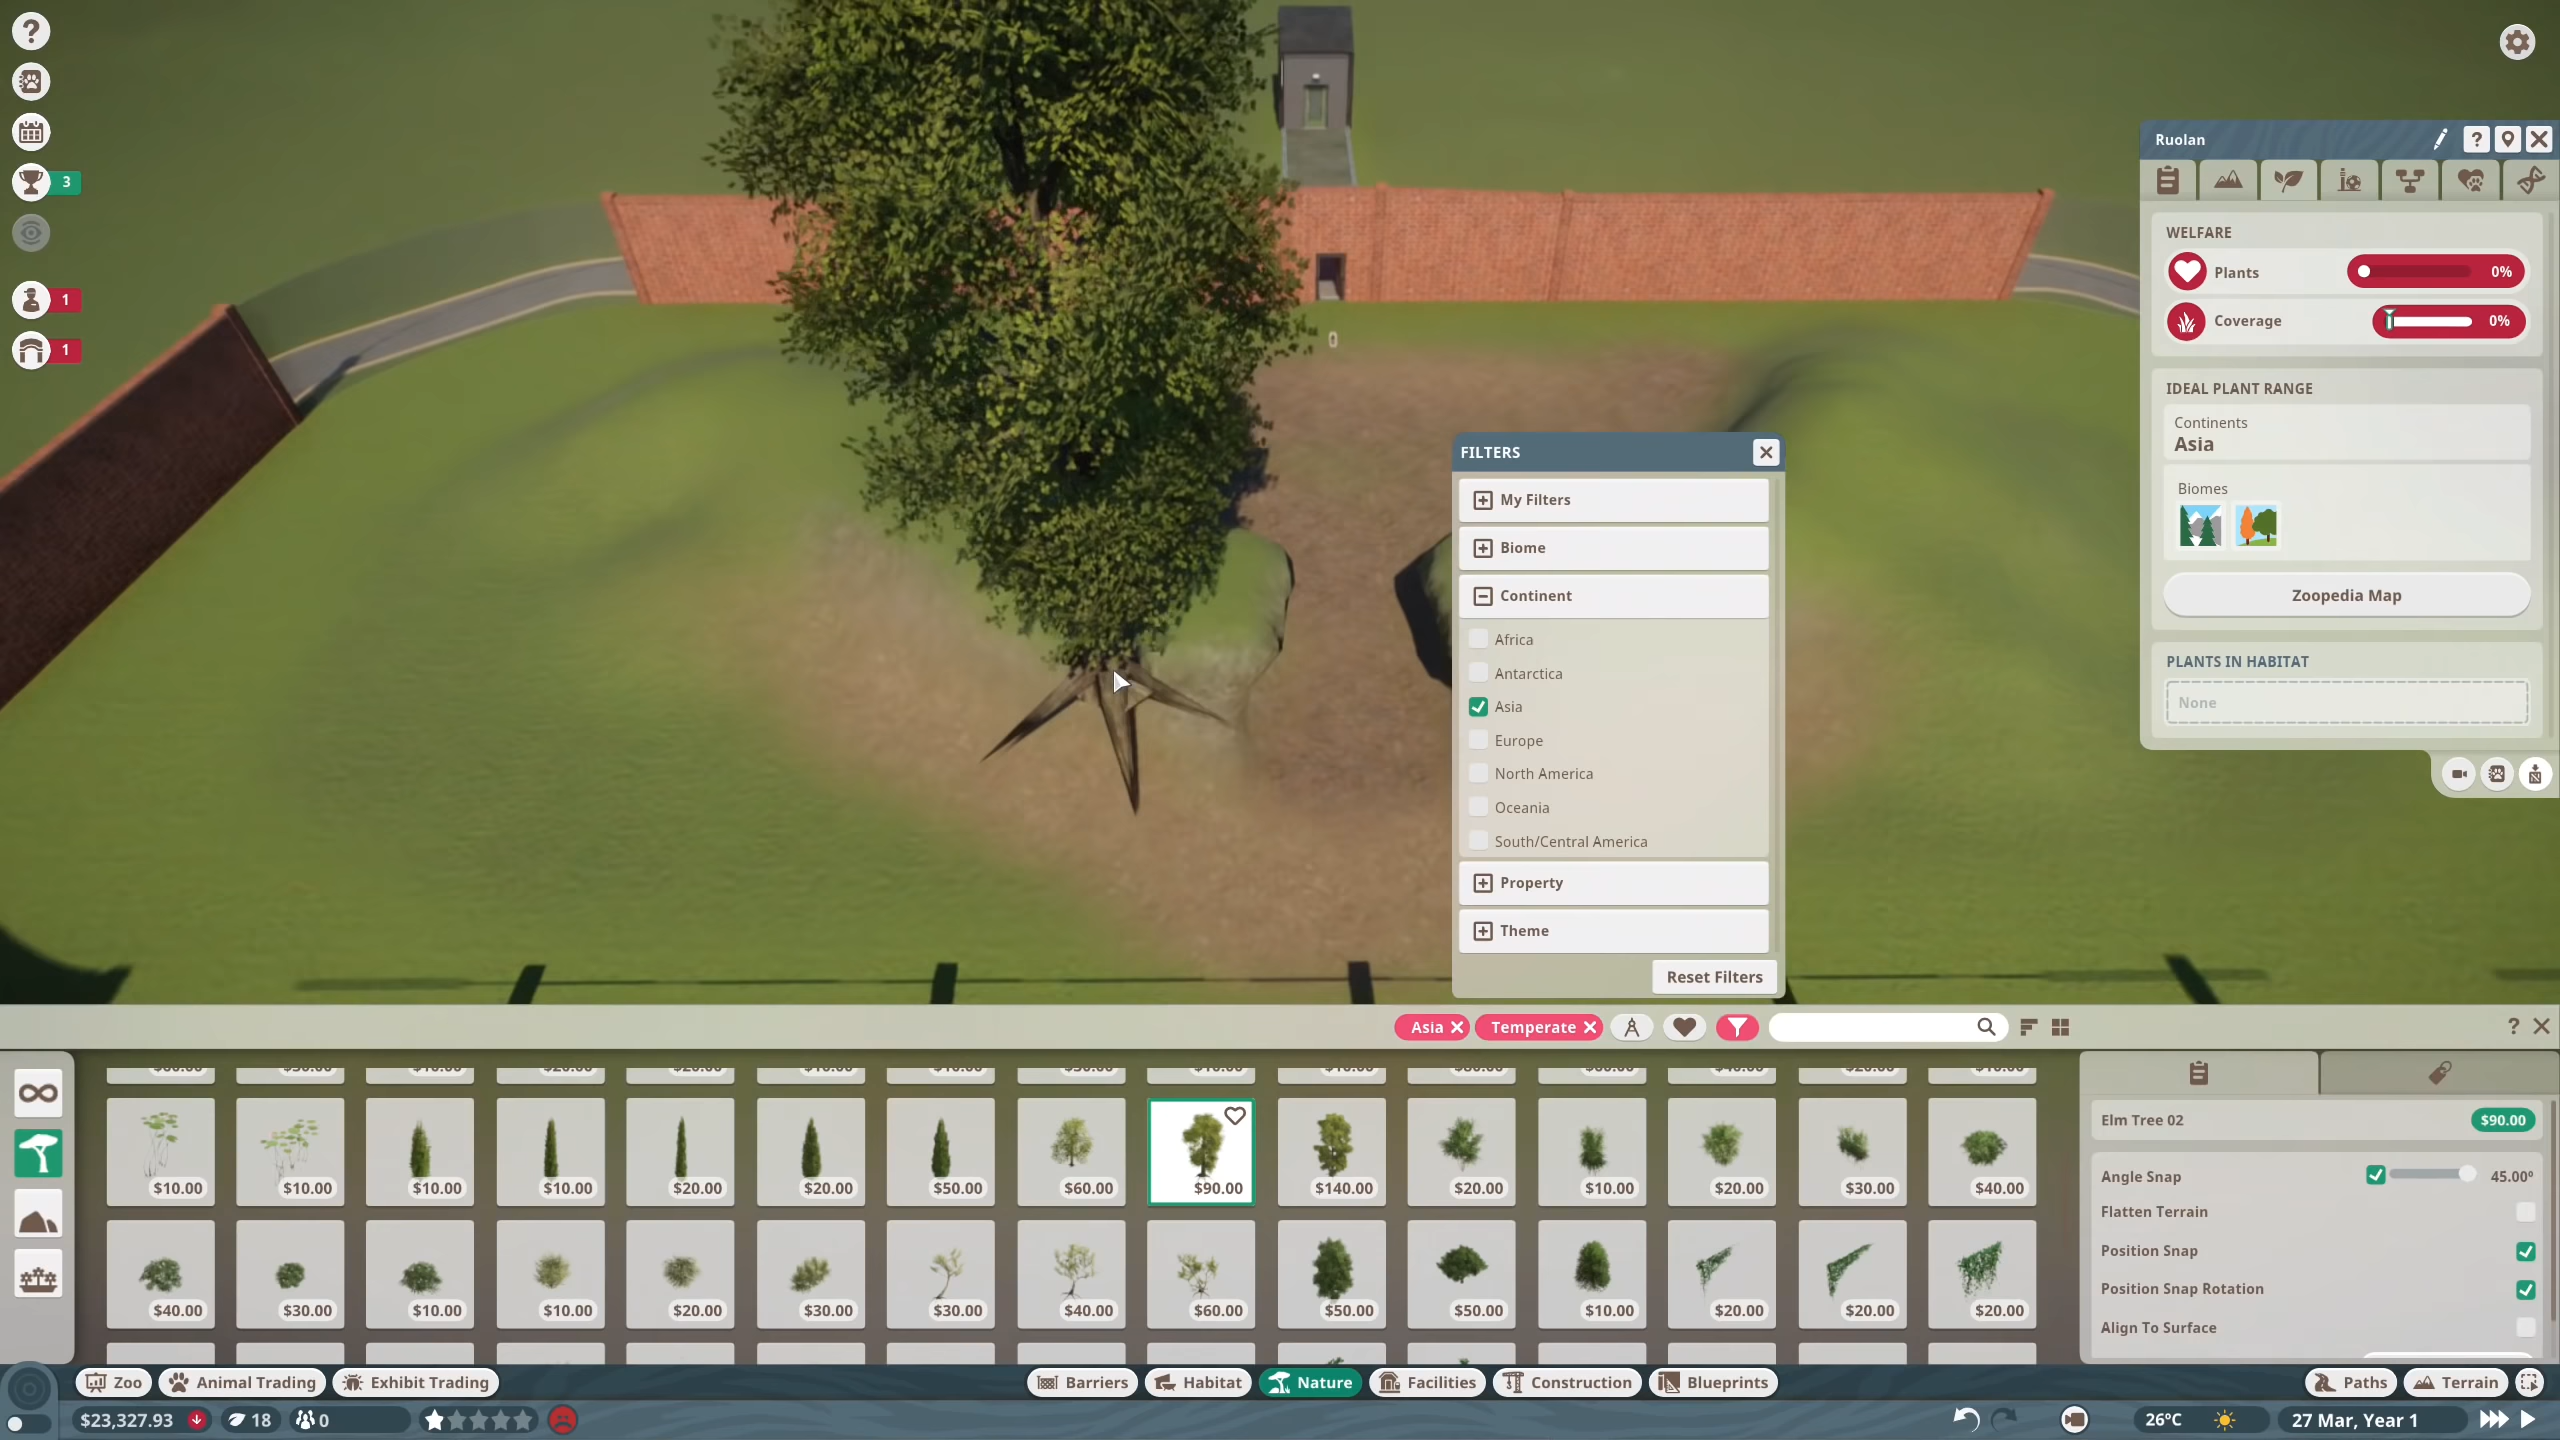 3
1
1
Ruolan
WELFARE
Plants 0%
Coverage 0%
IDEAL PLANT RANGE
Continents
Asia
Biomes
Zoopedia Map
PLANTS IN HABITAT
None
FILTERS
My Filters
Biome
Continent
Africa
Antarctica
Asia
Europe
North America
Oceania
South/Central America
Property
Theme
Reset Filters
Asia Temperate
$10.00 $10.00 $10.00 $10.00 $20.00 $20.00 $50.00 $60.00 $90.00 $140.00 $20.00 $10.00 $20.00 $30.00 $40.00
$40.00 $30.00 $10.00 $10.00 $20.00 $30.00 $30.00 $40.00 $60.00 $50.00 $50.00 $10.00 $20.00 $20.00 $20.00
Elm Tree 02 $90.00
Angle Snap 45.00°
Flatten Terrain
Position Snap
Position Snap Rotation
Align To Surface
Zoo Animal Trading Exhibit Trading Barriers Habitat Nature Facilities Construction Blueprints Paths Terrain
$23,327.93 18 0 26°C 27 Mar, Year 1